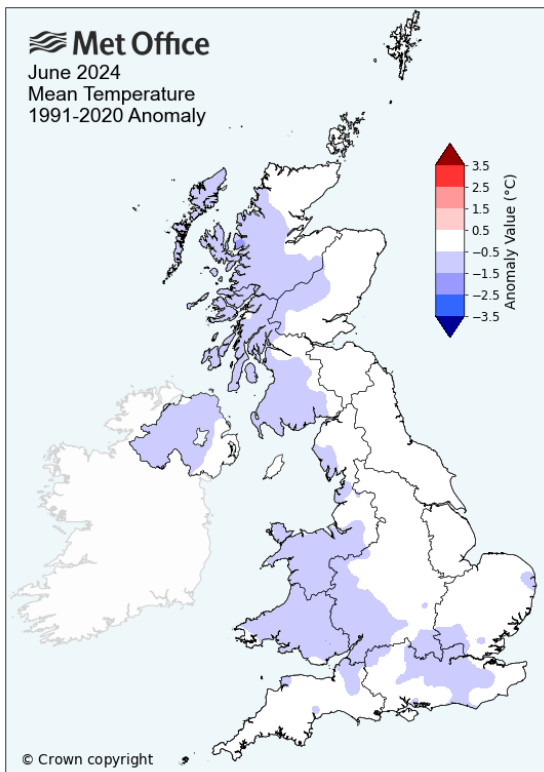 Met Office
June 2024
Mean Temperature
1991-2020 Anomaly
3.5
2.5
1.5
0.5
−0.5
−1.5
−2.5
−3.5
Anomaly Value (°C)
© Crown copyright